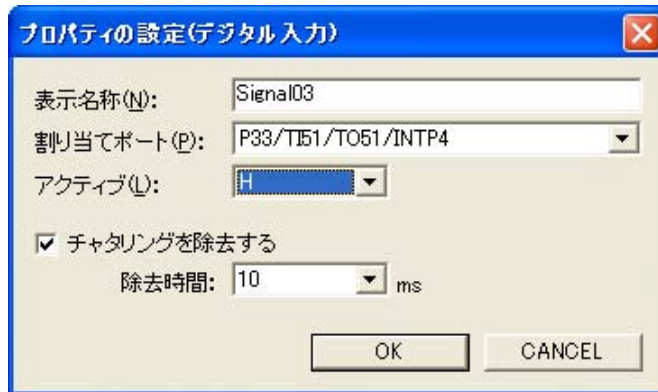 プロパティの設定(デジタル入力)
表示名称(N): Signal03
割り当てポート(P): P33/TI51/TO51/INTP4
アクティブ(L): H
チャタリングを除去する
除去時間: 10 ms
OK CANCEL